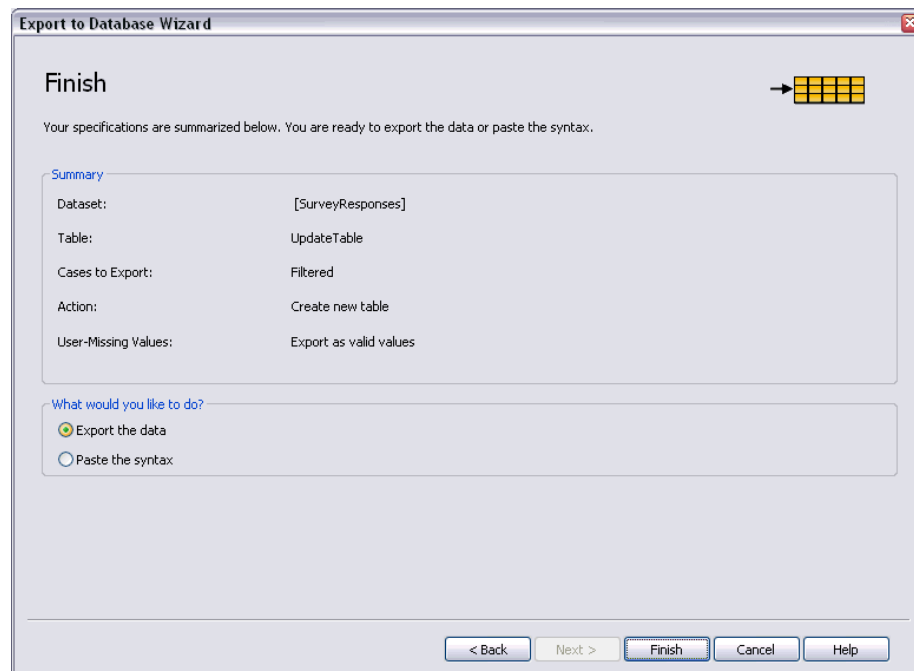 Export to Database Wizard
Finish
Your specifications are summarized below. You are ready to export the data or paste the syntax.
Summary
Dataset: [SurveyResponses]
Table: UpdateTable
Cases to Export: Filtered
Action: Create new table
User-Missing Values: Export as valid values
What would you like to do?
Export the data
Paste the syntax
< Back Next > Finish Cancel Help